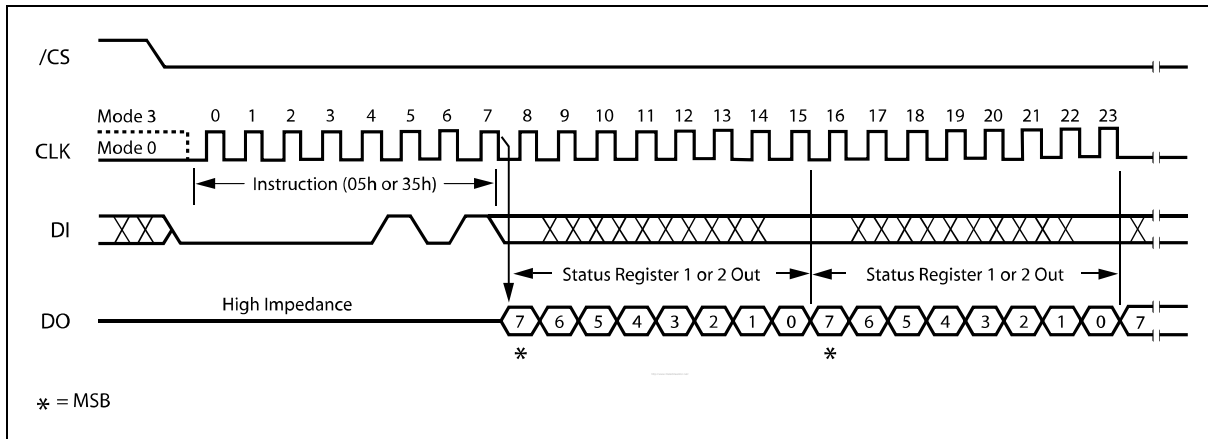 /CS
Mode 3
0 1 2 3 4 5 6 7 8 9 10 11 12 13 14 15 16 17 18 19 20 21 22 23
CLK
Mode 0
Instruction (05h or 35h)
DI
Status Register 1 or 2 Out
Status Register 1 or 2 Out
High Impedance
DO
7 6 5 4 3 2 1 0 7 6 5 4 3 2 1 0 7
* *
* = MSB